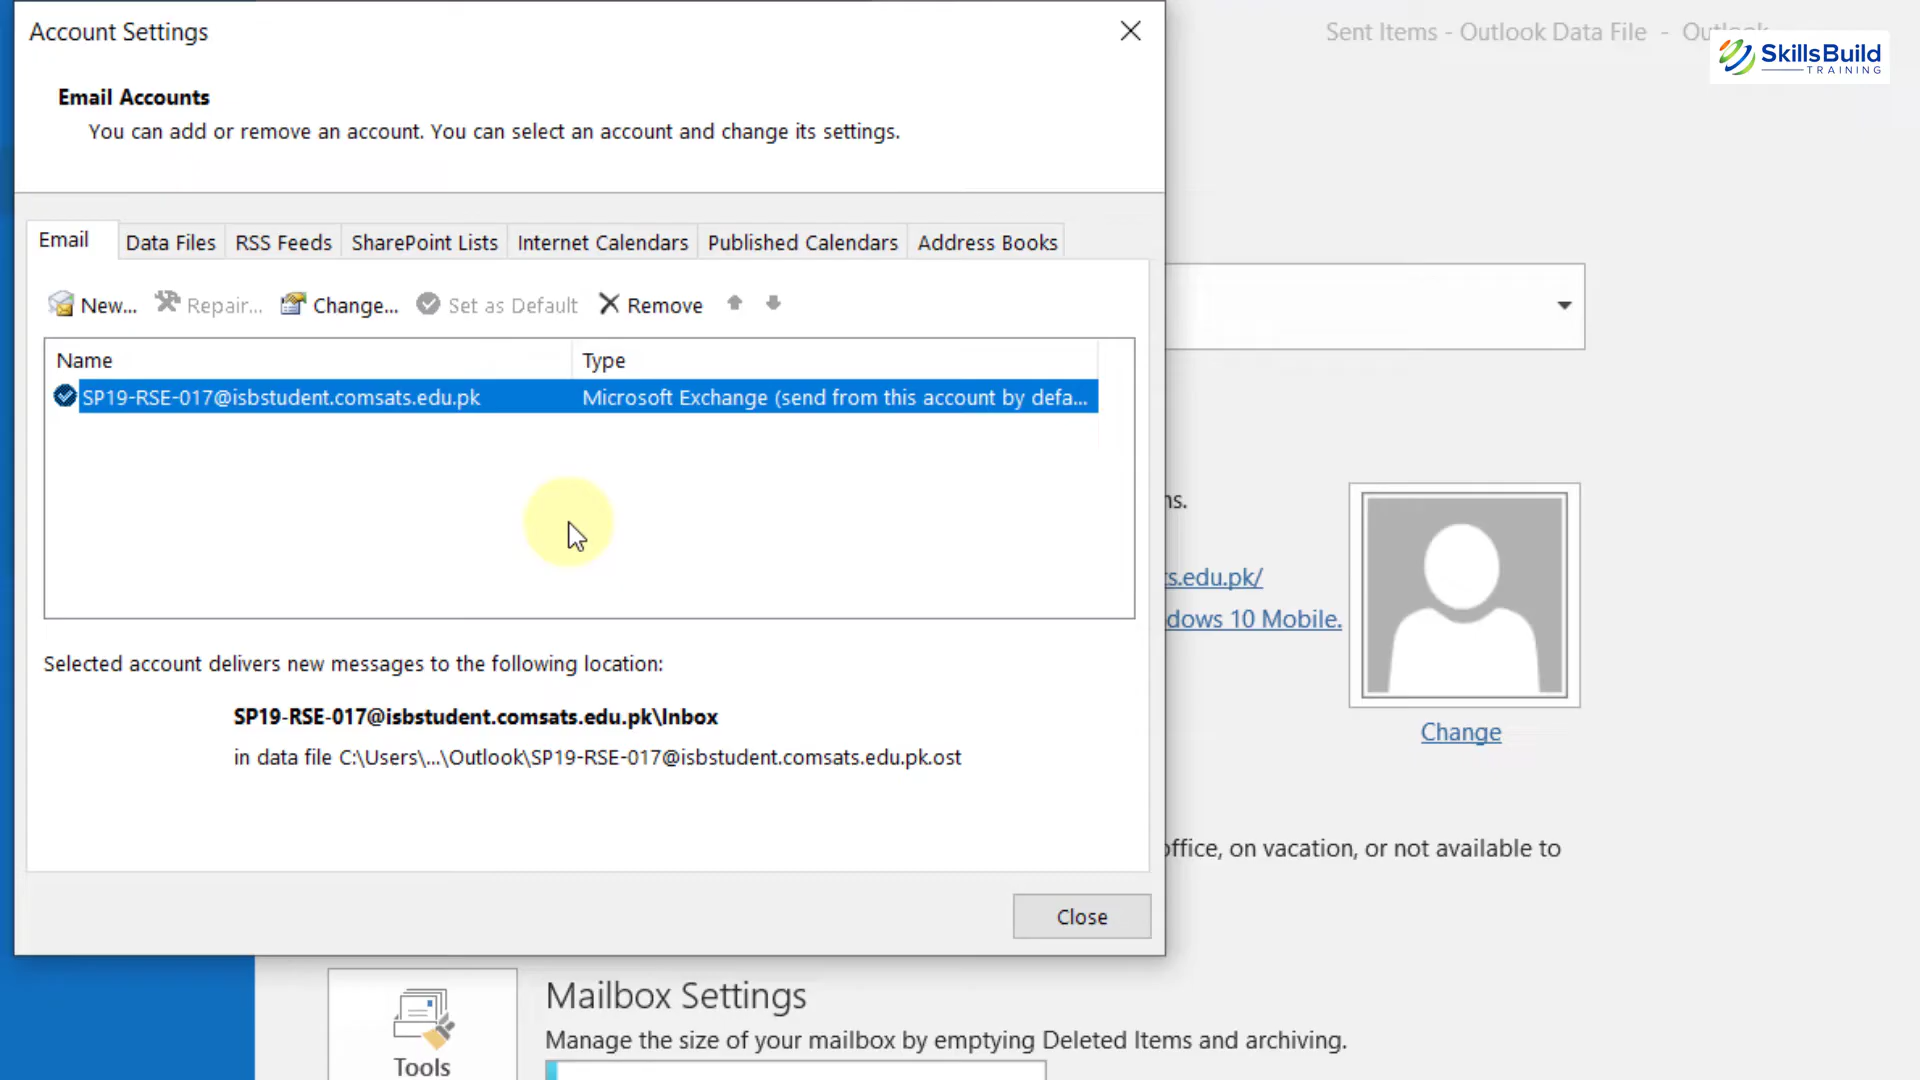 Account Settings
Sent Items - Outlook Data File - Outlook
SkillsBuild
TRAINING
Email Accounts
You can add or remove an account. You can select an account and change its settings.
Email Data Files RSS Feeds SharePoint Lists Internet Calendars Published Calendars Address Books
New... Repair... Change... Set as Default Remove
Name Type
SP19-RSE-017@isbstudent.comsats.edu.pk Microsoft Exchange (send from this account by defa...
ns.
ts.edu.pk/
dows 10 Mobile.
Selected account delivers new messages to the following location:
SP19-RSE-017@isbstudent.comsats.edu.pk\Inbox
Change
in data file C:\Users\...\Outlook\SP19-RSE-017@isbstudent.comsats.edu.pk.ost
office, on vacation, or not available to
Close
Mailbox Settings
Manage the size of your mailbox by emptying Deleted Items and archiving.
Tools